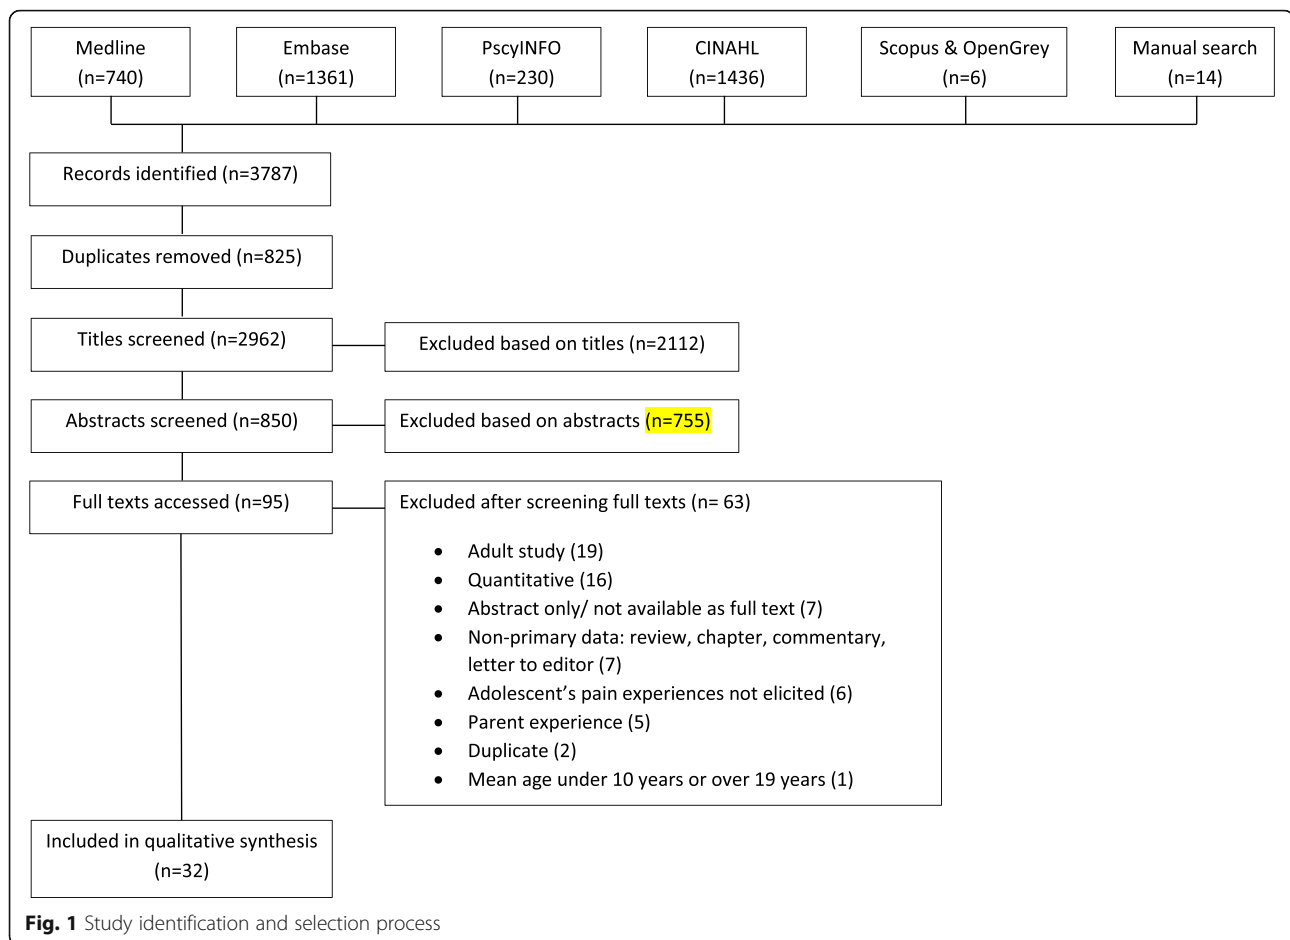 Medline
(n=740)
Embase
(n=1361)
PscyINFO
(n=230)
CINAHL
(n=1436)
Scopus & OpenGrey
(n=6)
Manual search
(n=14)
Records identified (n=3787)
Duplicates removed (n=825)
Titles screened (n=2962)
Excluded based on titles (n=2112)
Abstracts screened (n=850)
Excluded based on abstracts (n=755)
Full texts accessed (n=95)
Excluded after screening full texts (n= 63)
• Adult study (19)
• Quantitative (16)
• Abstract only/ not available as full text (7)
• Non-primary data: review, chapter, commentary,
letter to editor (7)
• Adolescent’s pain experiences not elicited (6)
• Parent experience (5)
• Duplicate (2)
• Mean age under 10 years or over 19 years (1)
Included in qualitative synthesis
(n=32)
Fig. 1 Study identification and selection process